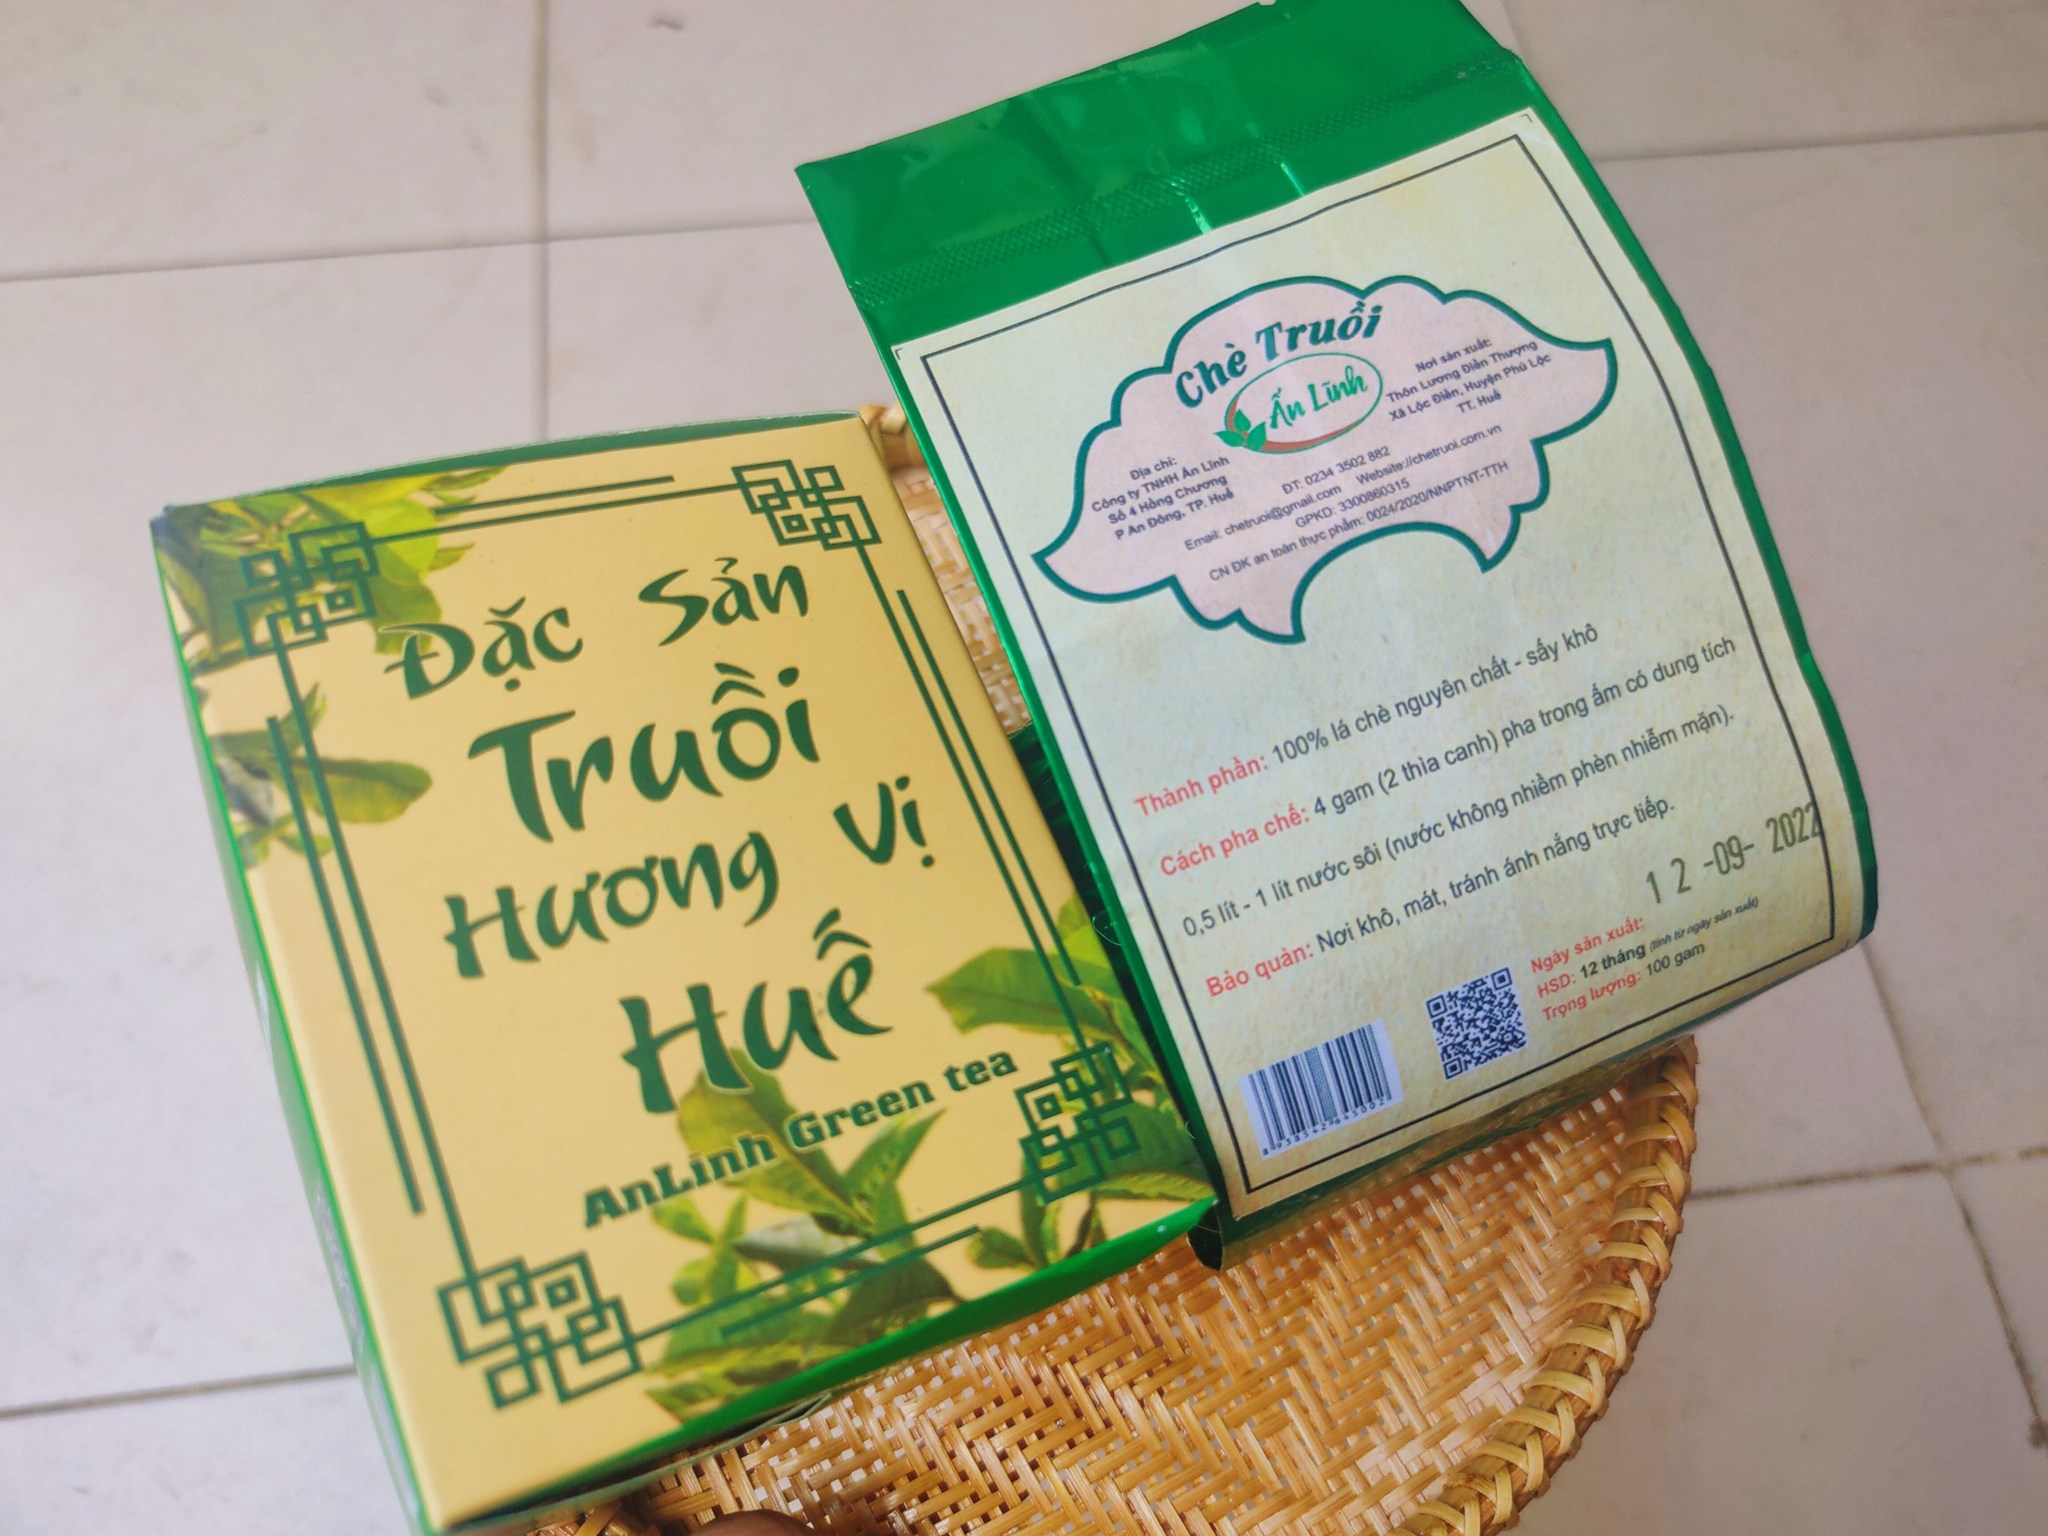 Đặc Sản
Truồi
Hương Vị
Huế
AnLinh Green tea
Chè Truồi
Ấn Lĩnh
Địa chỉ:
Công ty TNHH Ấn Lĩnh
Số 4 Hồng Chương
P An Đông, TP. Huế
Nơi sản xuất:
Thôn Lương Điền Thượng
Xã Lộc Điền, Huyện Phú Lộc
TT. Huế
ĐT: 0234 3502 882
Email: chetruoi@gmail.com Website://chetruoi.com.vn
GPKD: 3300860315
CN ĐK an toàn thực phẩm: 0024/2020/NNPTNT-TTH
Thành phần: 100% lá chè nguyên chất - sấy khô
Cách pha chế: 4 gam (2 thìa canh) pha trong ấm có dung tích
0,5 lít - 1 lít nước sôi (nước không nhiễm phèn nhiễm mặn).
Bảo quản: Nơi khô, mát, tránh ánh nắng trực tiếp.
12 -09- 2022
Ngày sản xuất:
HSD: 12 tháng (tính từ ngày sản xuất)
Trọng lượng: 100 gam